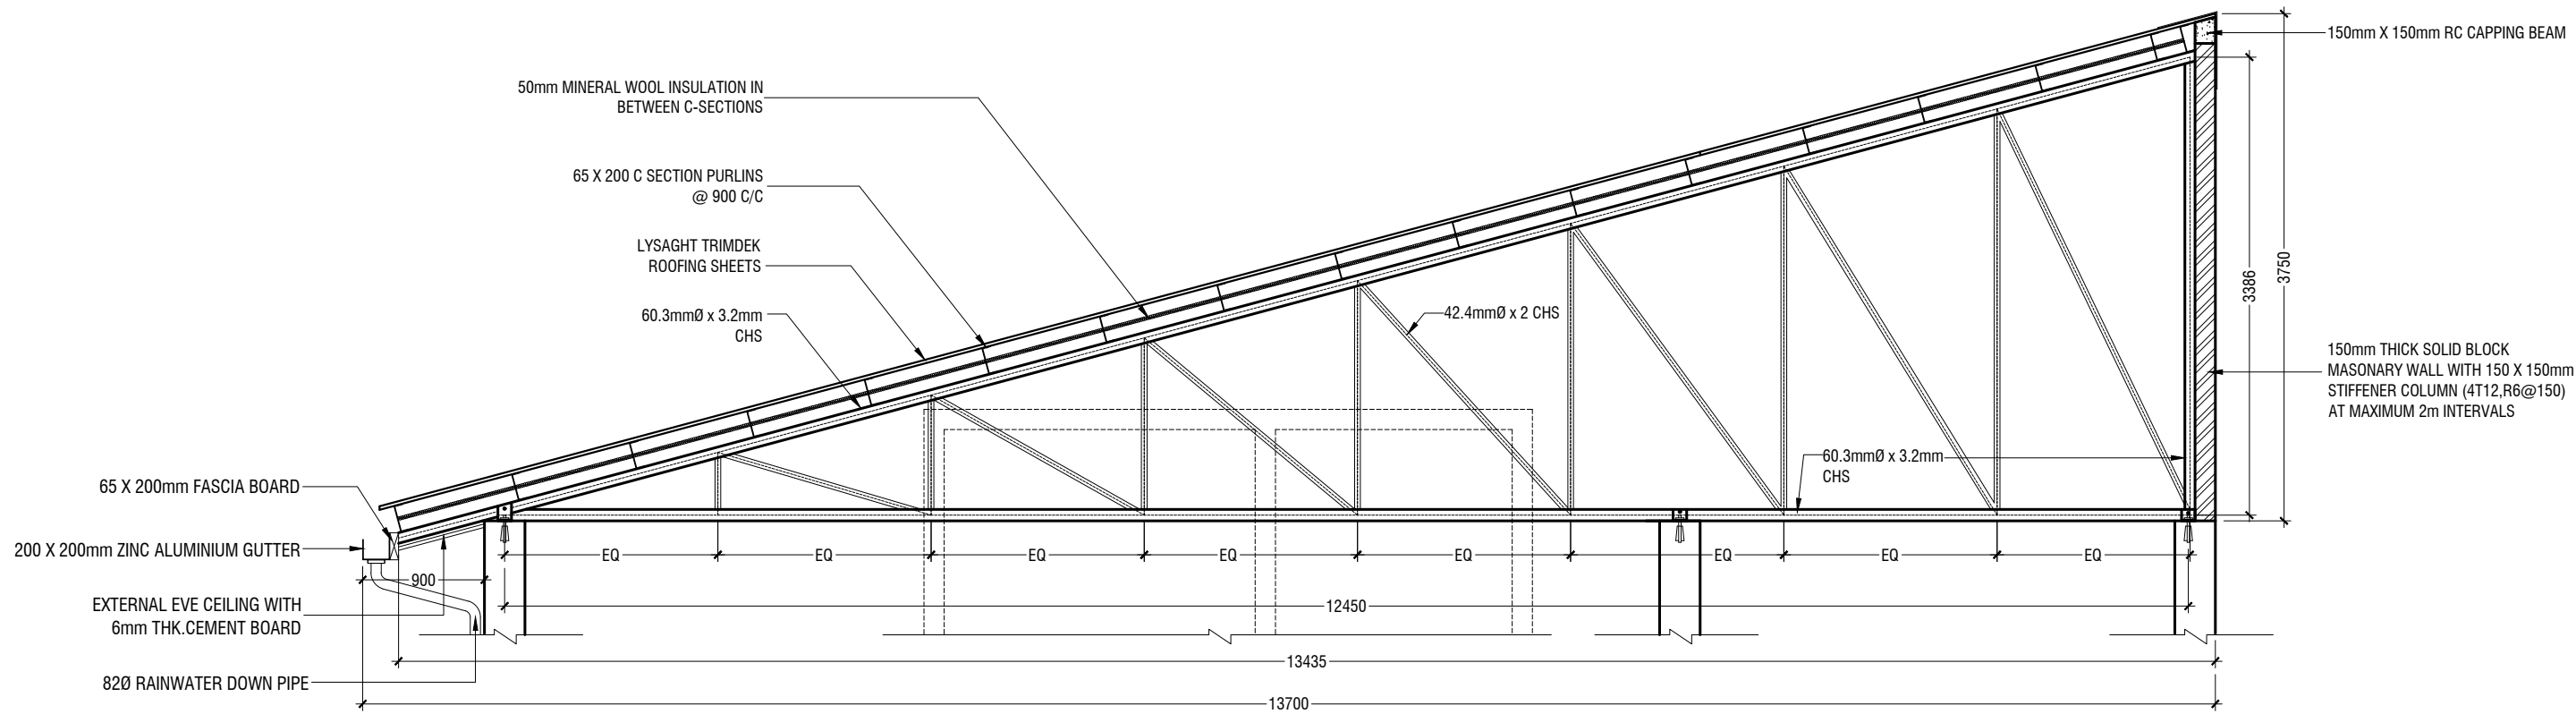 150mm X 150mm RC CAPPING BEAM
50mm MINERAL WOOL INSULATION IN
BETWEEN C-SECTIONS
65 X 200 C SECTION PURLINS
@ 900 C/C
LYSAGHT TRIMDEK
ROOFING SHEETS
60.3mmØ x 3.2mm
CHS
42.4mmØ x 2 CHS
3386
3750
150mm THICK SOLID BLOCK
MASONARY WALL WITH 150 X 150mm
STIFFENER COLUMN (4T12,R6@150)
AT MAXIMUM 2m INTERVALS
60.3mmØ x 3.2mm
CHS
65 X 200mm FASCIA BOARD
200 X 200mm ZINC ALUMINIUM GUTTER
EQ
EQ
EQ
EQ
EQ
EQ
EQ
EQ
900
EXTERNAL EVE CEILING WITH
6mm THK.CEMENT BOARD
12450
13435
82Ø RAINWATER DOWN PIPE
13700